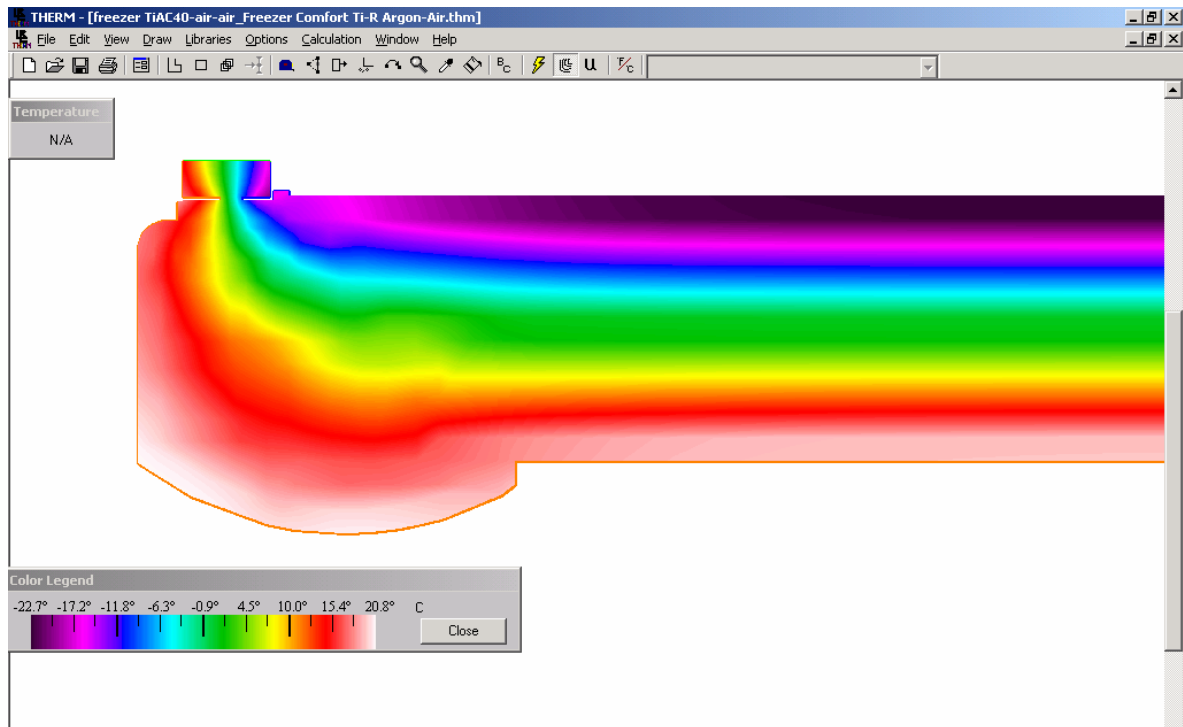 THERM - [freezer TiAC40-air-air_Freezer Comfort Ti-R Argon-Air.thm]
File Edit View Draw Libraries Options Calculation Window Help
BC U °F/C
Temperature
N/A
Color Legend
-22.7° -17.2° -11.8° -6.3° -0.9° 4.5° 10.0° 15.4° 20.8° C
Close